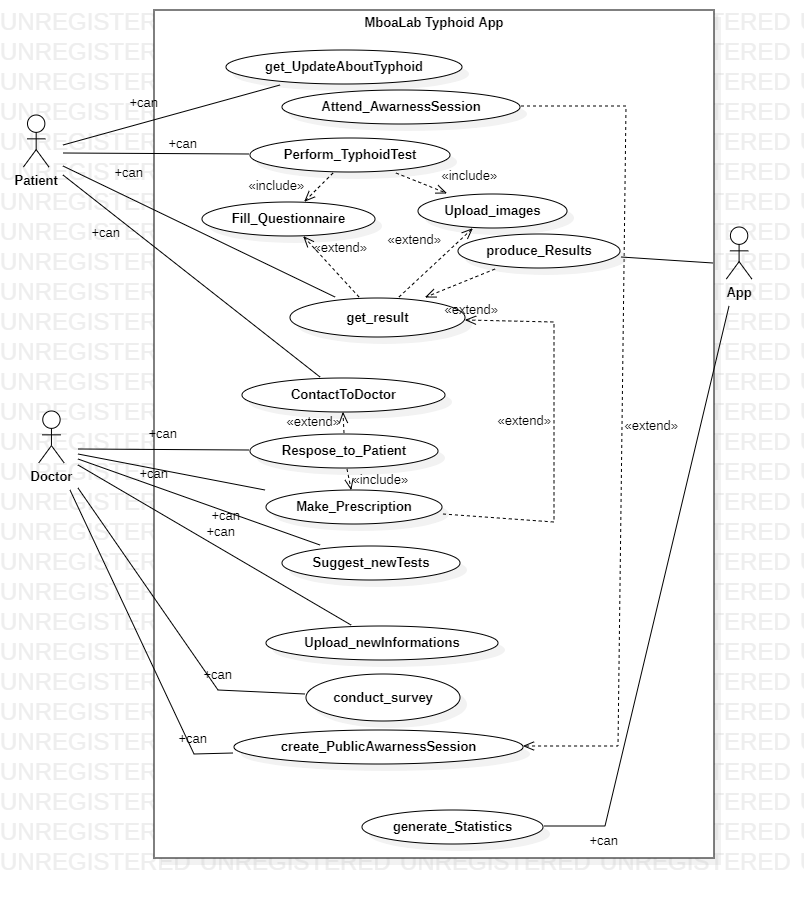 MboaLab Typhoid App
get_UpdateAboutTyphoid
+can
Attend_AwarnessSession
+can
Perform_TyphoidTest
Patient
+can
«include»
«include»
Fill_Questionnaire
Upload_images
+can
«extend»
«extend»
produce_Results
App
get_result
«extend»
ContactToDoctor
«extend»
«extend»
«extend»
+can
Doctor
Respose_to_Patient
+can
«include»
Make_Prescription
+can
+can
Suggest_newTests
Upload_newInformations
+can
conduct_survey
+can
create_PublicAwarnessSession
generate_Statistics
+can
UNREGISTERED UNREGISTERED UNREGISTERED UNREGISTERED U